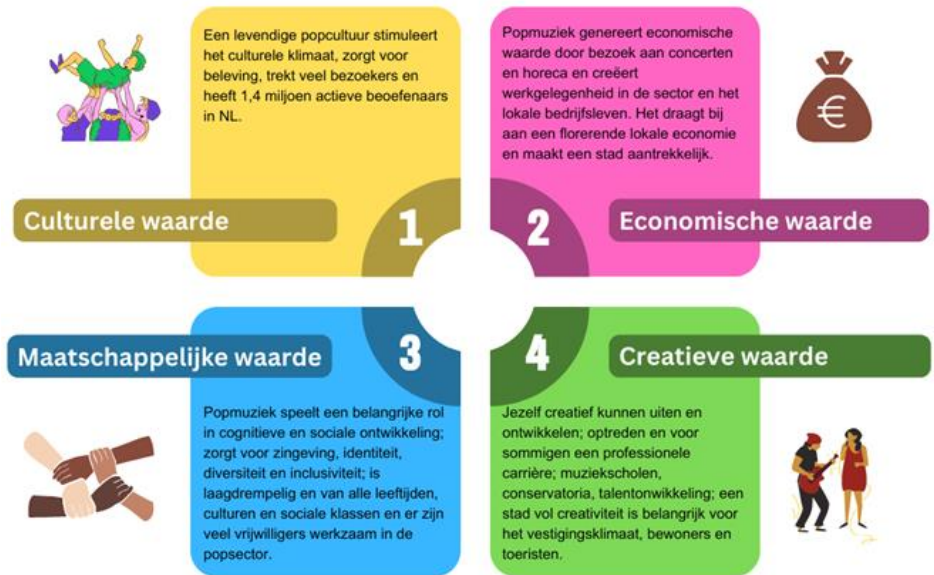 Een levendige popcultuur stimuleert
het culturele klimaat, zorgt voor
beleving, trekt veel bezoekers en
heeft 1,4 miljoen actieve beoefenaars
in NL.
Culturele waarde
1
Popmuziek genereert economische
waarde door bezoek aan concerten
en horeca en creëert
werkgelegenheid in de sector en het
lokale bedrijfsleven. Het draagt bij
aan een florerende lokale economie
en maakt een stad aantrekkelijk.
€
2
Economische waarde
Maatschappelijke waarde
3
Popmuziek speelt een belangrijke rol
in cognitieve en sociale ontwikkeling;
zorgt voor zingeving, identiteit,
diversiteit en inclusiviteit; is
laagdrempelig en van alle leeftijden,
culturen en sociale klassen en er zijn
veel vrijwilligers werkzaam in de
popsector.
4
Creatieve waarde
Jezelf creatief kunnen uiten en
ontwikkelen; optreden en voor
sommigen een professionele
carrière; muziekscholen,
conservatoria, talentonwikkeling; een
stad vol creativiteit is belangrijk voor
het vestigingsklimaat, bewoners en
toeristen.